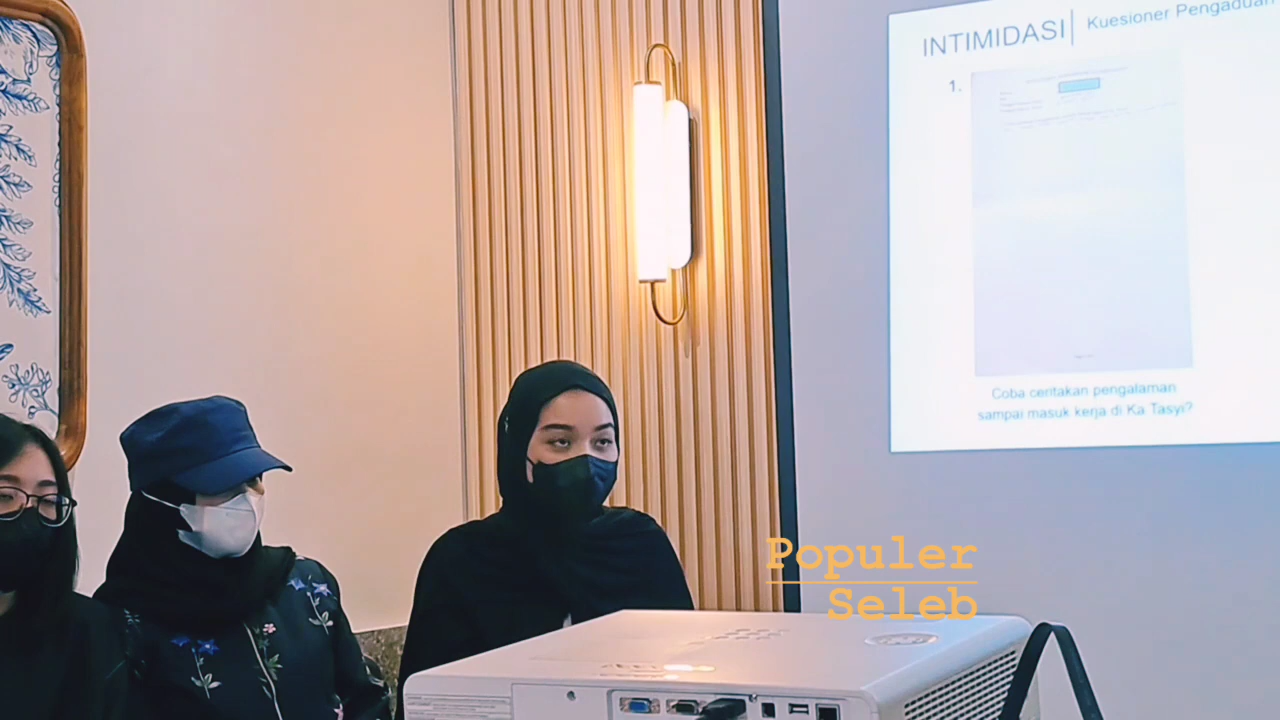 INTIMIDASI | Kuesioner Pengaduan
1.
Coba ceritakan pengalaman
sampai masuk kerja di Ka Tasyi?
Populer
Seleb